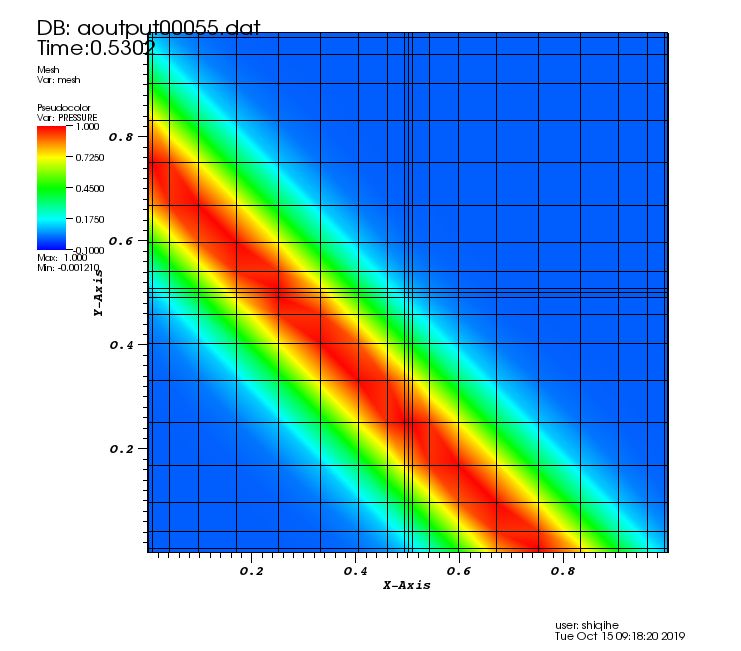 DB: aoutput00055.dat
Time:0.5302
Mesh
Var: mesh
Pseudocolor
Var: PRESSURE
1.000
0.7250
0.4500
0.1750
-0.1000
Max: 1.000
Min: -0.001210
Y-Axis
0.8
0.6
0.4
0.2
0.2 0.4 0.6 0.8
X-Axis
user: shiqihe
Tue Oct 15 09:18:20 2019